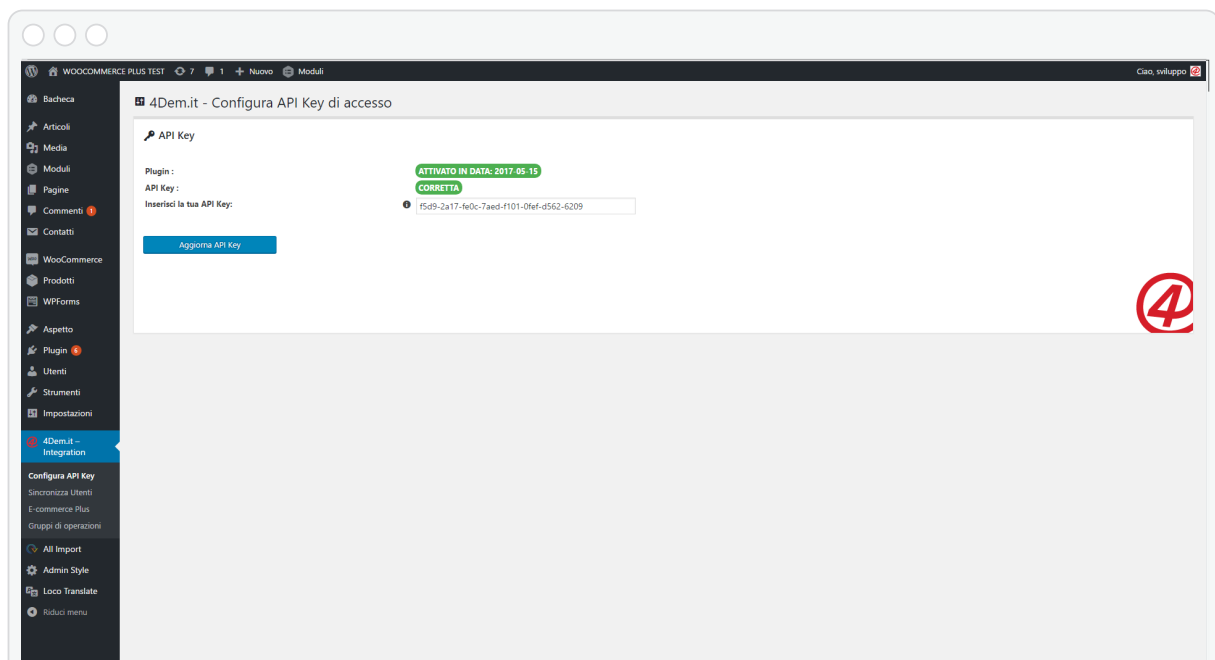 WOOCOMMERCE PLUS TEST 7 1 + Nuovo Moduli Ciao, sviluppo
Bacheca
Articoli
Media
Moduli
Pagine
Commenti 1
Contatti
WooCommerce
Prodotti
WPForms
Aspetto
Plugin 6
Utenti
Strumenti
Impostazioni
4Dem.it –
Integration
Configura API Key
Sincronizza Utenti
E-commerce Plus
Gruppi di operazioni
All Import
Admin Style
Loco Translate
Riduci menu
4Dem.it - Configura API Key di accesso
API Key
Plugin : ATTIVATO IN DATA: 2017-05-15
API Key : CORRETTA
Inserisci la tua API Key: f5d9-2a17-fe0c-7aed-f101-0fef-d562-6209
Aggiorna API Key
4